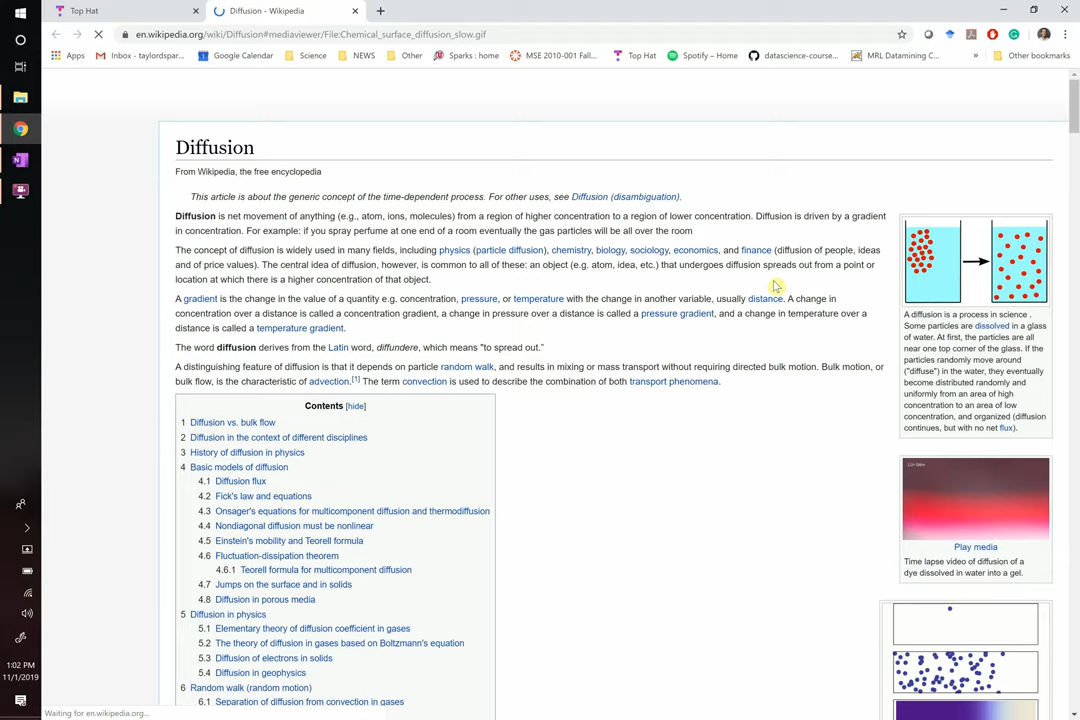 Top Hat
Diffusion - Wikipedia
en.wikipedia.org/wiki/Diffusion#mediaviewer/File:Chemical_surface_diffusion_slow.gif
Apps
Inbox - taylordspar...
Google Calendar
Science
NEWS
Other
Sparks : home
MSE 2010-001 Fall...
Top Hat
Spotify – Home
datascience-course...
MRL Datamining C...
»
Other bookmarks
Diffusion
From Wikipedia, the free encyclopedia
This article is about the generic concept of the time-dependent process. For other uses, see Diffusion (disambiguation).
Diffusion is net movement of anything (e.g., atom, ions, molecules) from a region of higher concentration to a region of lower concentration. Diffusion is driven by a gradient
in concentration. For example: if you spray perfume at one end of a room eventually the gas particles will be all over the room
The concept of diffusion is widely used in many fields, including physics (particle diffusion), chemistry, biology, sociology, economics, and finance (diffusion of people, ideas
and of price values). The central idea of diffusion, however, is common to all of these: an object (e.g. atom, idea, etc.) that undergoes diffusion spreads out from a point or
location at which there is a higher concentration of that object.
A gradient is the change in the value of a quantity e.g. concentration, pressure, or temperature with the change in another variable, usually distance. A change in
concentration over a distance is called a concentration gradient, a change in pressure over a distance is called a pressure gradient, and a change in temperature over a
distance is called a temperature gradient.
The word diffusion derives from the Latin word, diffundere, which means "to spread out."
A distinguishing feature of diffusion is that it depends on particle random walk, and results in mixing or mass transport without requiring directed bulk motion. Bulk motion, or
bulk flow, is the characteristic of advection.[1] The term convection is used to describe the combination of both transport phenomena.
Contents [hide]
1 Diffusion vs. bulk flow
2 Diffusion in the context of different disciplines
3 History of diffusion in physics
4 Basic models of diffusion
4.1 Diffusion flux
4.2 Fick's law and equations
4.3 Onsager's equations for multicomponent diffusion and thermodiffusion
4.4 Nondiagonal diffusion must be nonlinear
4.5 Einstein's mobility and Teorell formula
4.6 Fluctuation-dissipation theorem
4.6.1 Teorell formula for multicomponent diffusion
4.7 Jumps on the surface and in solids
4.8 Diffusion in porous media
5 Diffusion in physics
5.1 Elementary theory of diffusion coefficient in gases
5.2 The theory of diffusion in gases based on Boltzmann's equation
5.3 Diffusion of electrons in solids
5.4 Diffusion in geophysics
6 Random walk (random motion)
6.1 Separation of diffusion from convection in gases
A diffusion is a process in science .
Some particles are dissolved in a glass
of water. At first, the particles are all
near one top corner of the glass. If the
particles randomly move around
("diffuse") in the water, they eventually
become distributed randomly and
uniformly from an area of high
concentration to an area of low
concentration, and organized (diffusion
continues, but with no net flux).
Play media
Time lapse video of diffusion of a
dye dissolved in water into a gel.
1:02 PM
11/1/2019
Waiting for en.wikipedia.org...